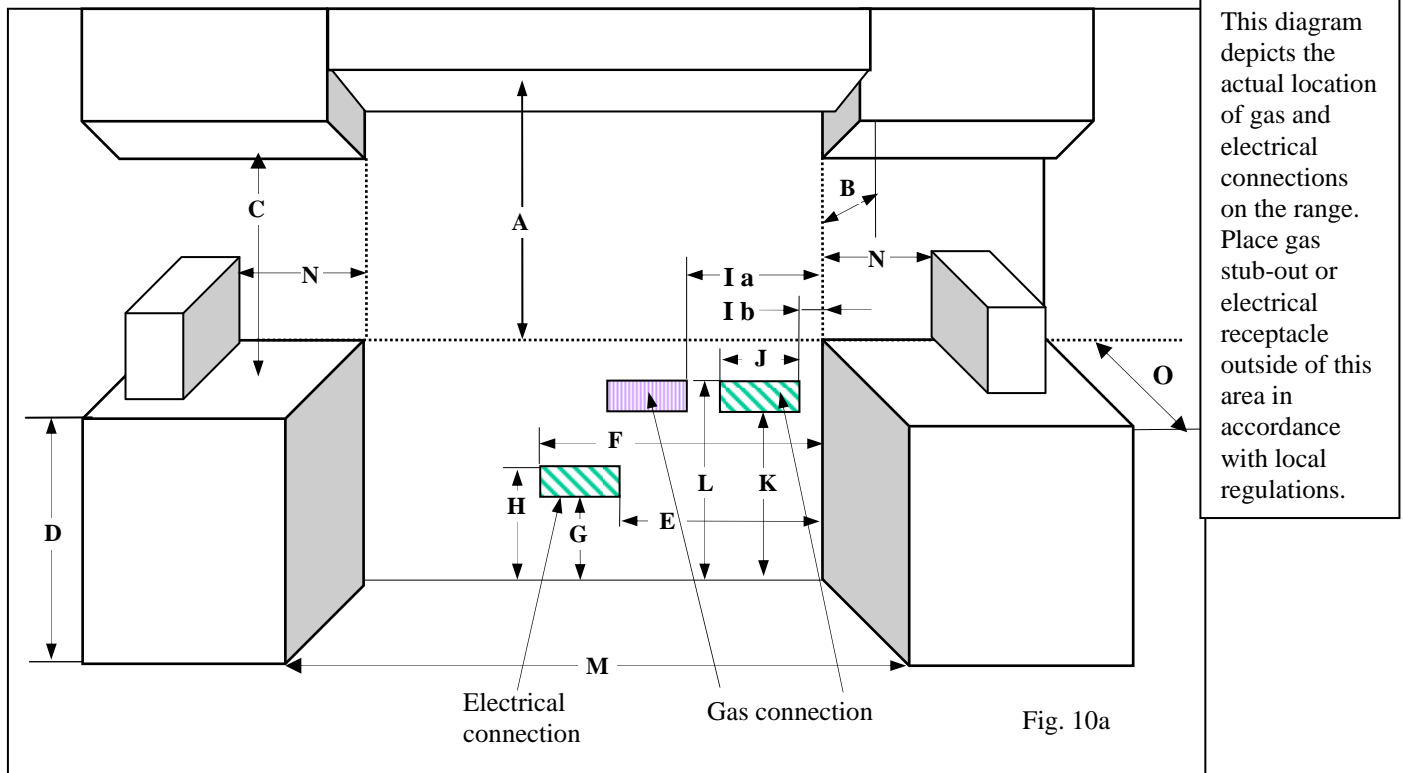 This diagram
depicts the
actual location
of gas and
electrical
connections
on the range.
Place gas
stub-out or
electrical
receptacle
outside of this
area in
accordance
with local
regulations.
B
C
A
N
N
I a
I b
J
O
F
L
K
H
G
E
D
M
Electrical
connection
Gas connection
Fig. 10a